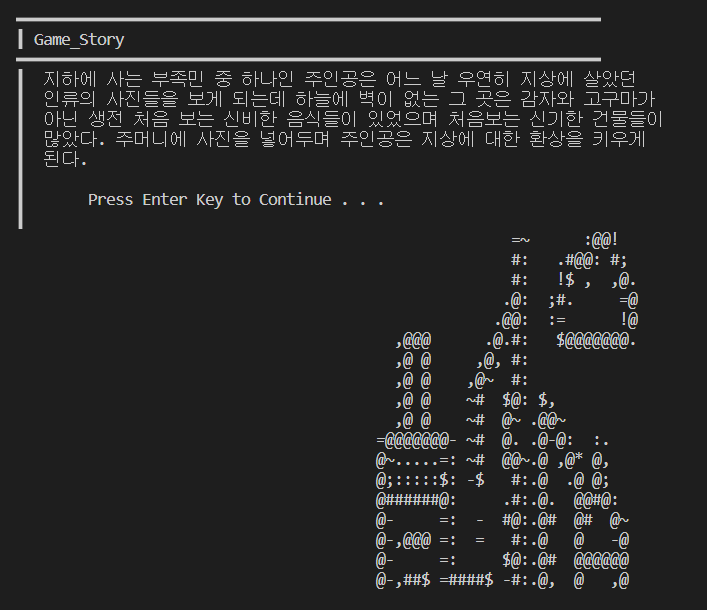 Game_Story
지하에 사는 부족민 중 하나인 주인공은 어느 날 우연히 지상에 살았던
인류의 사진들을 보게 되는데 하늘에 벽이 없는 그 곳은 감자와 고구마가
아닌 생전 처음 보는 신비한 음식들이 있었으며 처음보는 신기한 건물들이
많았다. 주머니에 사진을 넣어두며 주인공은 지상에 대한 환상을 키우게
된다.
Press Enter Key to Continue . . .